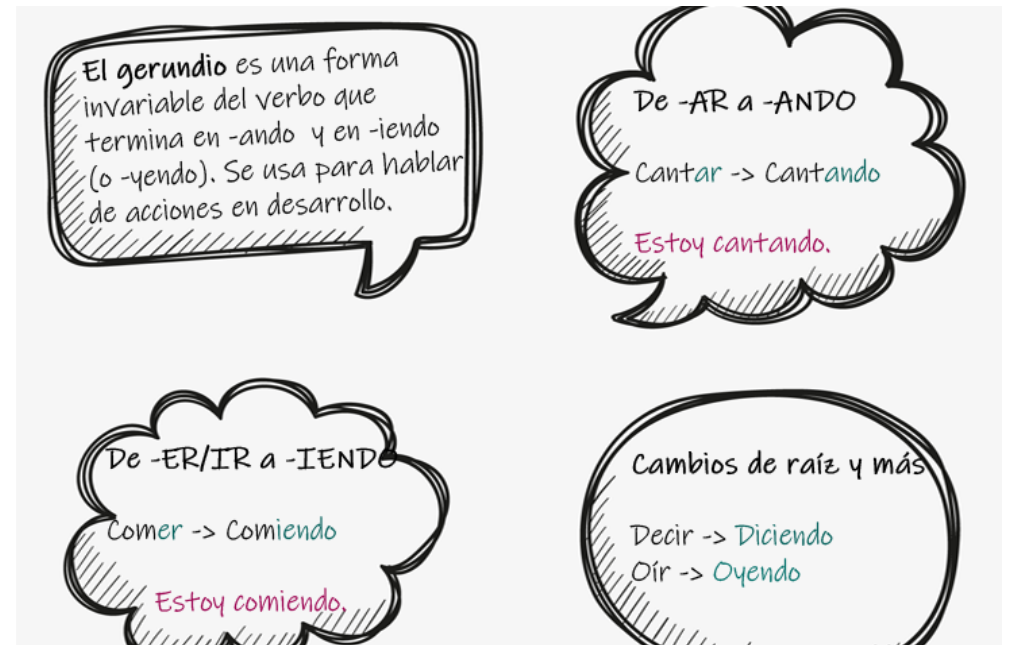 El gerundio es una forma
invariable del verbo que
termina en -ando y en -iendo
(o -yendo). Se usa para hablar
de acciones en desarrollo.
De -AR a -ANDO
Cantar -> Cantando
Estoy cantando.
De -ER/IR a -IENDO
Comer -> Comiendo
Estoy comiendo.
Cambios de raíz y más
Decir -> Diciendo
Oír -> Oyendo